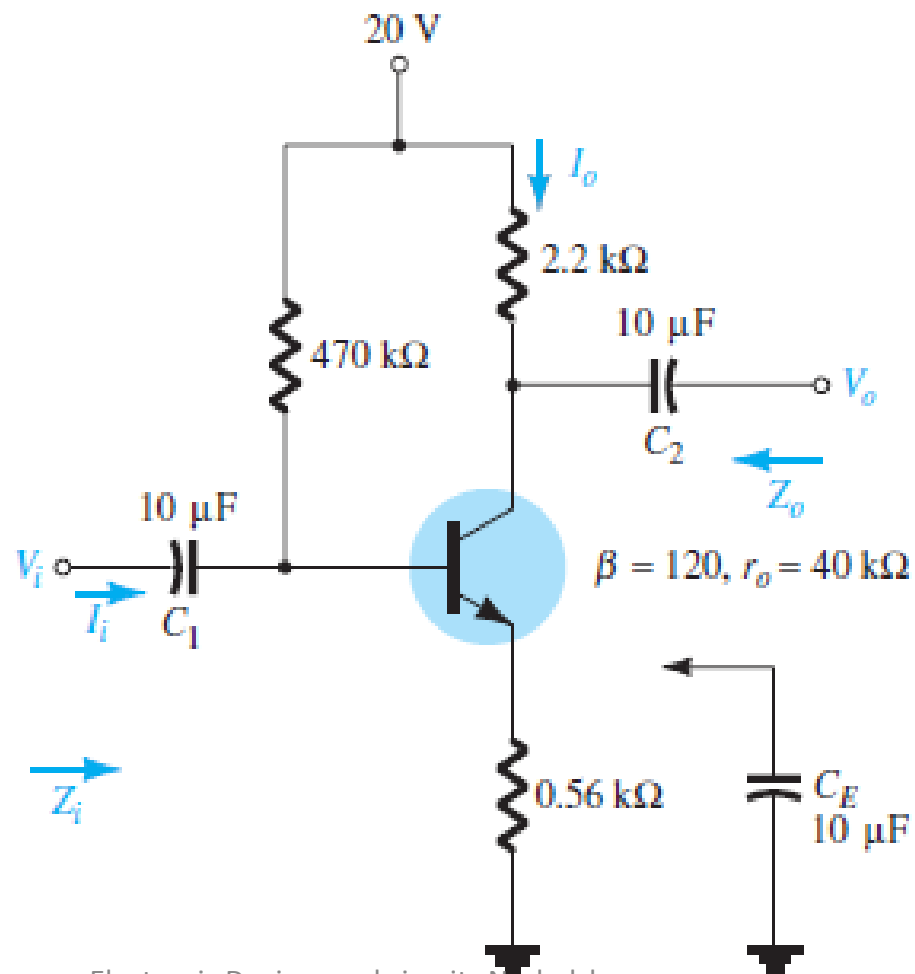 20 V
I_o
2.2 kΩ
10 μF
470 kΩ
V_o
C_2
Z_o
10 μF
V_i
β = 120, r_o = 40 kΩ
I_i
C_1
Z_i
0.56 kΩ
C_E
10 μF